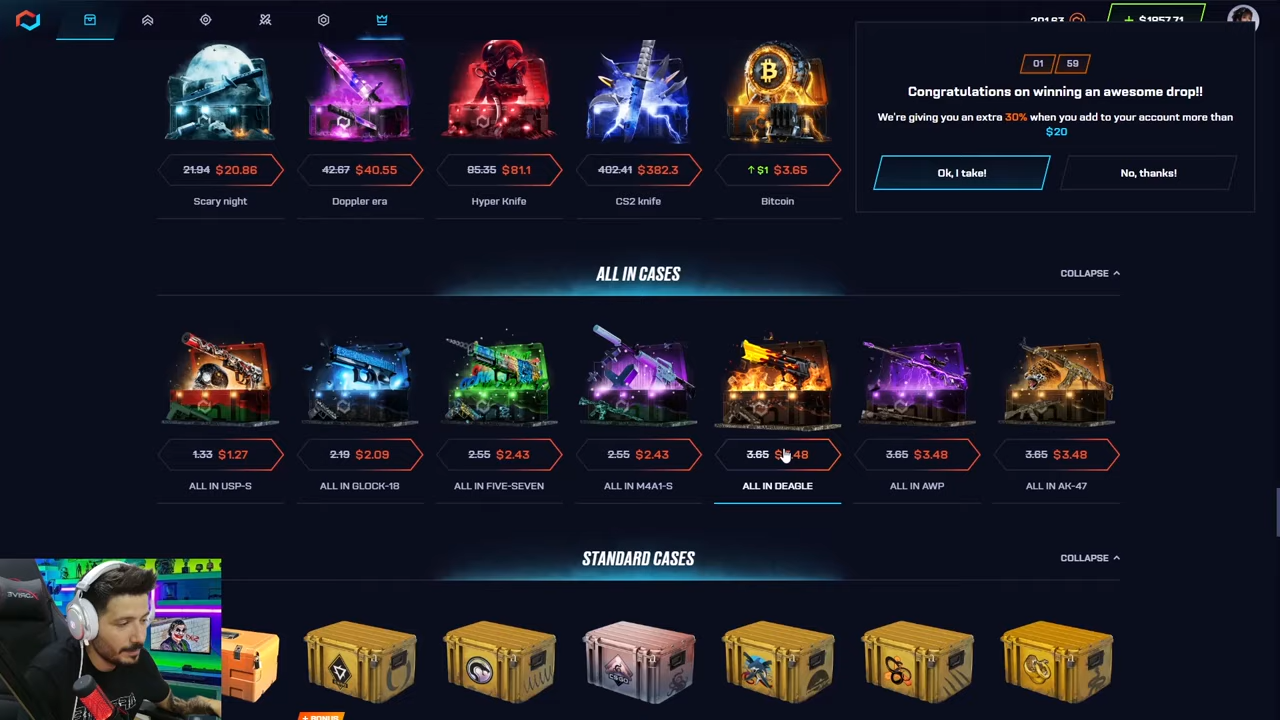 201.63
+ $1857.71
01 59
Congratulations on winning an awesome drop!!
We're giving you an extra 30% when you add to your account more than
$20
Ok, I take!
No, thanks!
21.94 $20.86
42.67 $40.55
85.35 $81.1
402.41 $382.3
↑ $1 $3.65
Scary night
Doppler era
Hyper Knife
CS2 knife
Bitcoin
ALL IN CASES
COLLAPSE
1.33 $1.27
2.19 $2.09
2.55 $2.43
2.55 $2.43
3.65 48
3.65 $3.48
3.65 $3.48
ALL IN USP-S
ALL IN GLOCK-18
ALL IN FIVE-SEVEN
ALL IN M4A1-S
ALL IN DEAGLE
ALL IN AWP
ALL IN AK-47
STANDARD CASES
COLLAPSE
+ BONUS